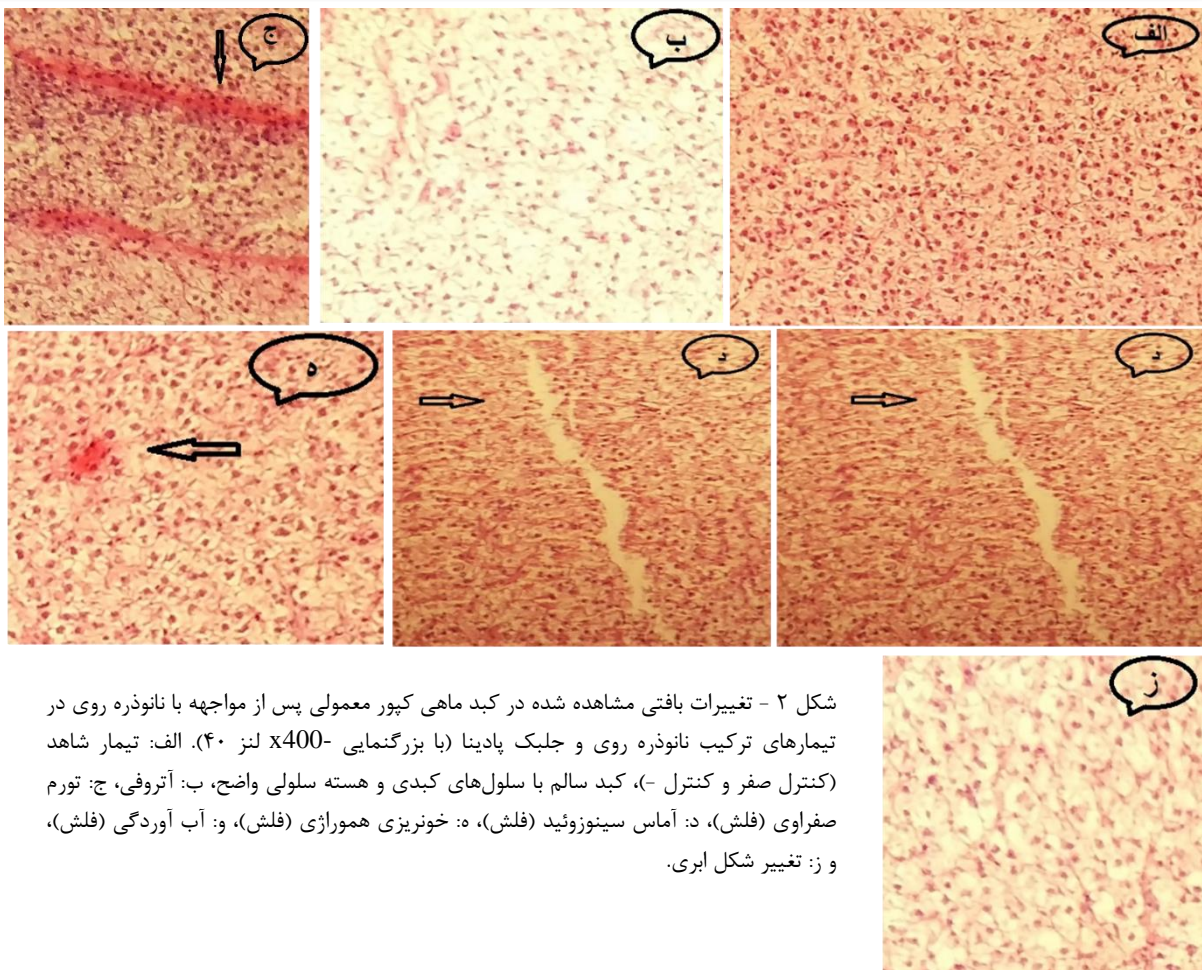 الف
ب
ج
د
د
ه
ز
شکل ۲ - تغییرات بافتی مشاهده شده در کبد ماهی کپور معمولی پس از مواجهه با نانوذره روی در
تیمارهای ترکیب نانوذره روی و جلبک پادینا (با بزرگنمایی -x400 لنز ۴۰). الف: تیمار شاهد
(کنترل صفر و کنترل -)، کبد سالم با سلول‌های کبدی و هسته سلولی واضح، ب: آتروفی، ج: تورم
صفراوی (فلش)، د: آماس سینوزوئید (فلش)، ه: خونریزی هموراژی (فلش)، و: آب آوردگی (فلش)،
و ز: تغییر شکل ابری.